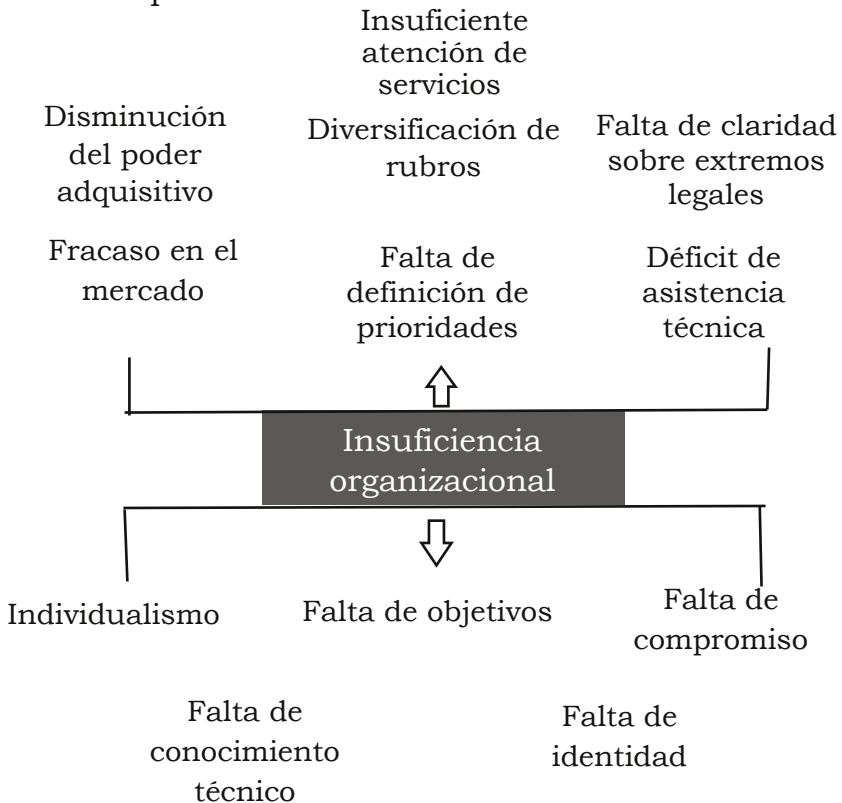 Insuficiente
atención de
servicios
Disminución
del poder
adquisitivo
Diversificación de
rubros
Falta de claridad
sobre extremos
legales
Fracaso en el
mercado
Falta de
definición de
prioridades
Déficit de
asistencia
técnica
Insuficiencia
organizacional
Individualismo
Falta de objetivos
Falta de
compromiso
Falta de
conocimiento
técnico
Falta de
identidad